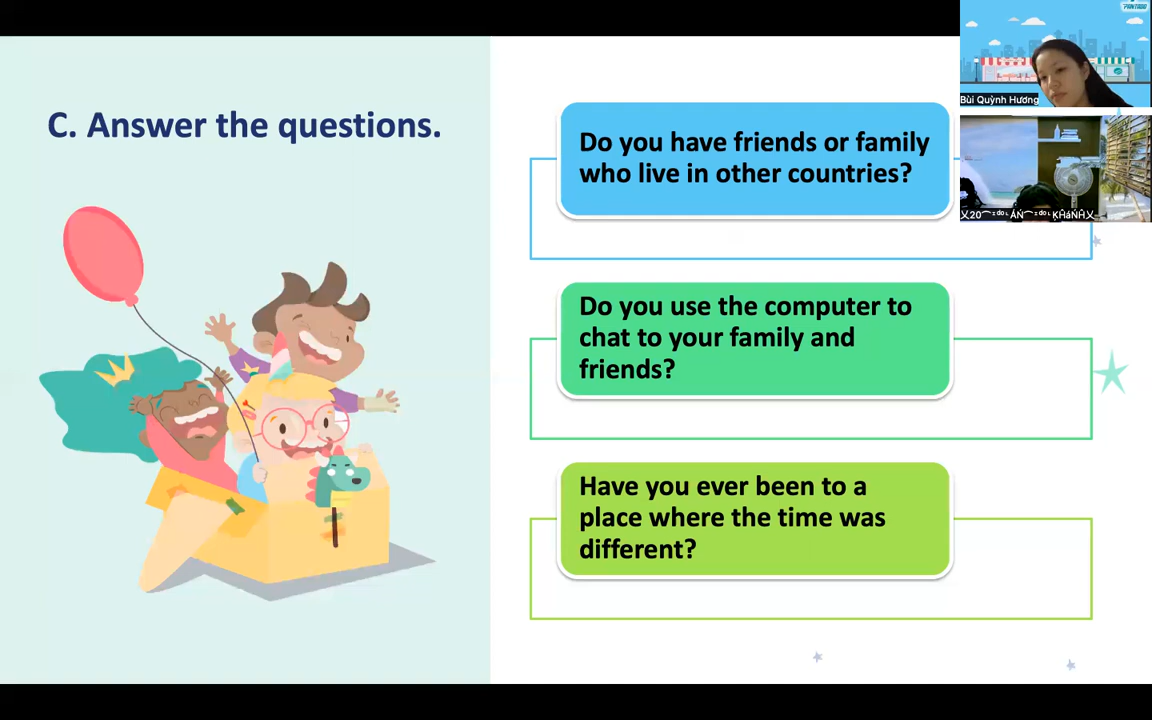 C. Answer the questions.
Do you have friends or family
who live in other countries?
Do you use the computer to
chat to your family and
friends?
Have you ever been to a
place where the time was
different?
PANTADO
Bùi Quỳnh Hương